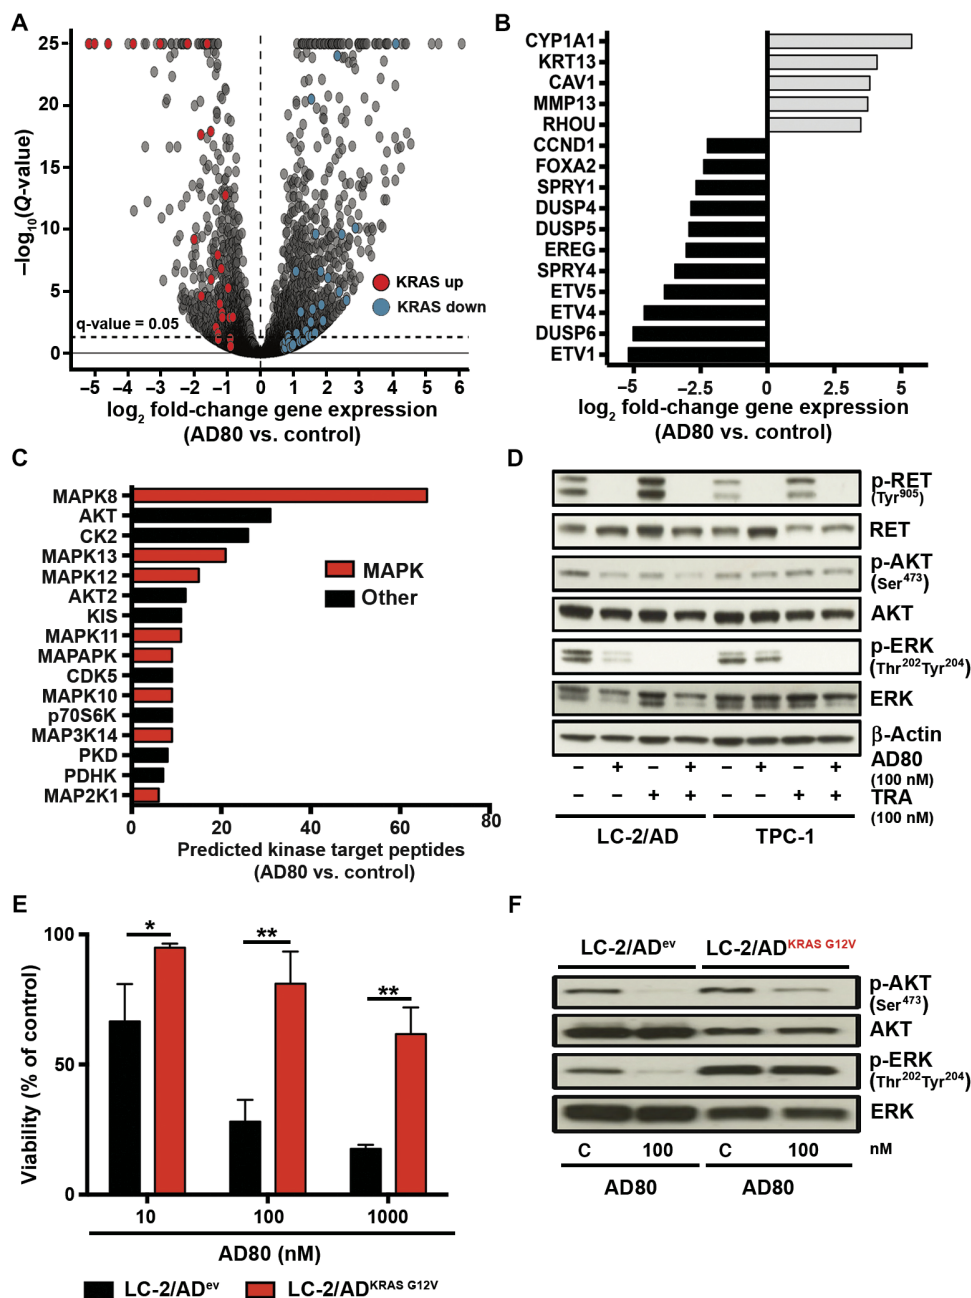 A
25
20
15
10
5
0
–log10(Q-value)
KRAS up
KRAS down
q-value = 0.05
–5 –4 –3 –2 –1 0 1 2 3 4 5 6
log2 fold-change gene expression
(AD80 vs. control)
B
CYP1A1
KRT13
CAV1
MMP13
RHOU
CCND1
FOXA2
SPRY1
DUSP4
DUSP5
EREG
SPRY4
ETV5
ETV4
DUSP6
ETV1
–5 –2.5 0 2.5 5
log2 fold-change gene expression
(AD80 vs. control)
C
MAPK8
AKT
CK2
MAPK13
MAPK12
AKT2
KIS
MAPK11
MAPAPK
CDK5
MAPK10
p70S6K
MAP3K14
PKD
PDHK
MAP2K1
MAPK
Other
0 20 40 60 80
Predicted kinase target peptides
(AD80 vs. control)
D
p-RET
(Tyr905)
RET
p-AKT
(Ser473)
AKT
p-ERK
(Thr202Tyr204)
ERK
β-Actin
– + – + – + – + AD80
(100 nM)
– – + + – – + + TRA
(100 nM)
LC-2/AD TPC-1
E
100
50
0
Viability (% of control)
* ** **
10 100 1000
AD80 (nM)
LC-2/ADev LC-2/ADKRAS G12V
F
LC-2/ADev LC-2/ADKRAS G12V
p-AKT
(Ser473)
AKT
p-ERK
(Thr202Tyr204)
ERK
C 100 C 100 nM
AD80 AD80